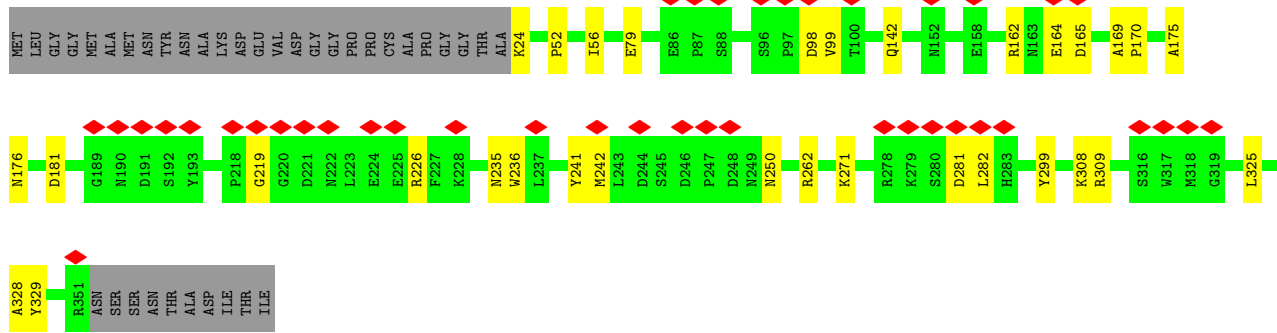 MET LEU GLY GLY MET ALA MET ASN TYR ASN ALA LYS ASP GLU VAL ASP GLY GLY PRO PRO CYS ALA PRO GLY GLY THR ALA K24 P52 I56 E79 E86 P87 S88 S96 P97 D98 V99 T100 Q142 N152 E158 R162 N163 E164 D165 A169 P170 A175
N176 D181 G189 N190 D191 S192 Y193 P218 G219 G220 D221 N222 L223 E224 E225 R226 F227 K228 N235 W236 L237 Y241 M242 L243 D244 S245 D246 P247 D248 N249 N250 R262 K271 R278 K279 S280 D281 L282 H283 Y299 K308 R309 S316 W317 M318 G319 L325
A328 Y329 R351 ASN SER SER ASN THR ALA ASP ILE THR ILE